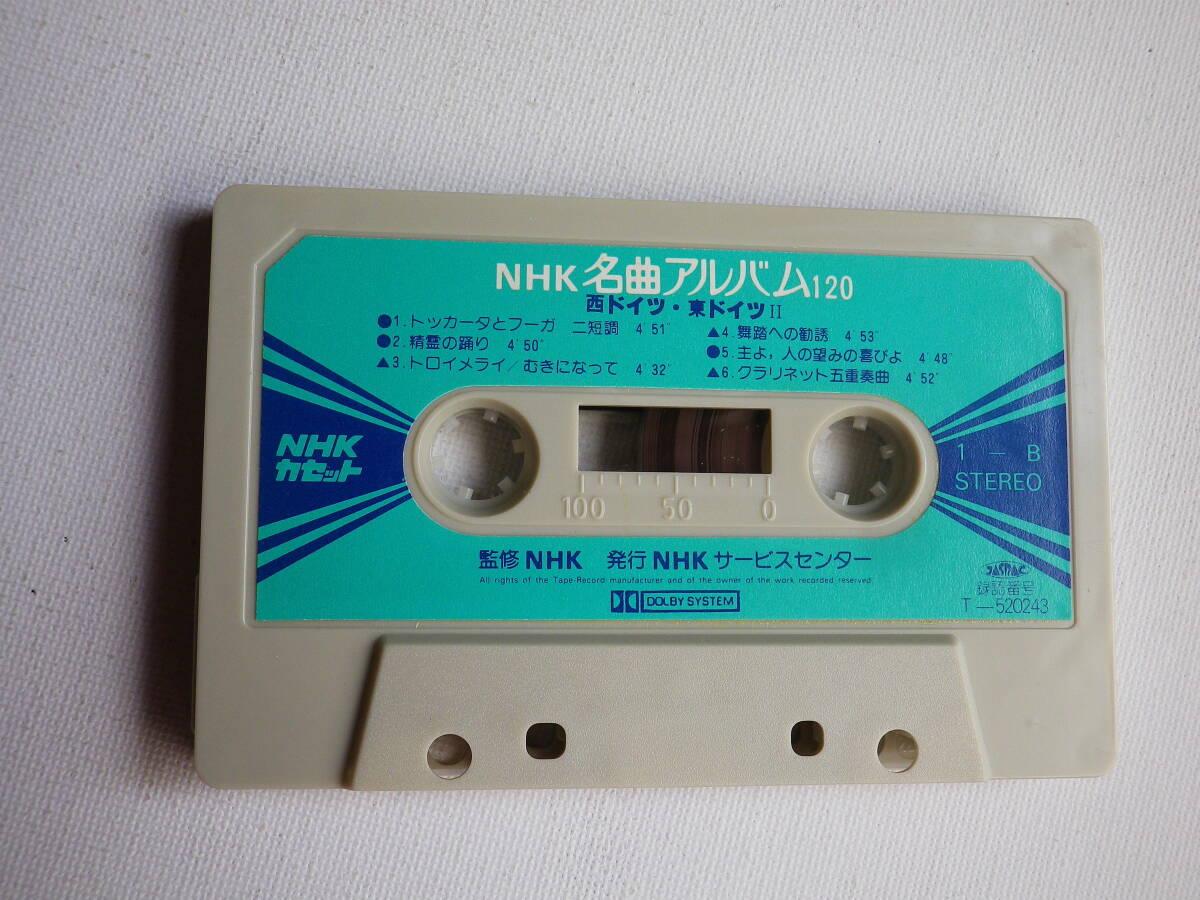 NHK 名曲アルバム120
西ドイツ・東ドイツII
●1.トッカータとフーガ ニ短調 4'51"
●2.精霊の踊り 4'50"
▲3.トロイメライ/むきになって 4'32"
▲4.舞踏への勧誘 4'53"
●5.主よ,人の望みの喜びよ 4'48"
▲6.クラリネット五重奏曲 4'52"
NHK
カセット
1 — B
STEREO
100 50 0
監修 NHK 発行 NHK サービスセンター
All rights of the Tape-Record manufacturer and of the owner of the work recorded reserved.
DOLBY SYSTEM
JASRAC
録認番号
T—520243